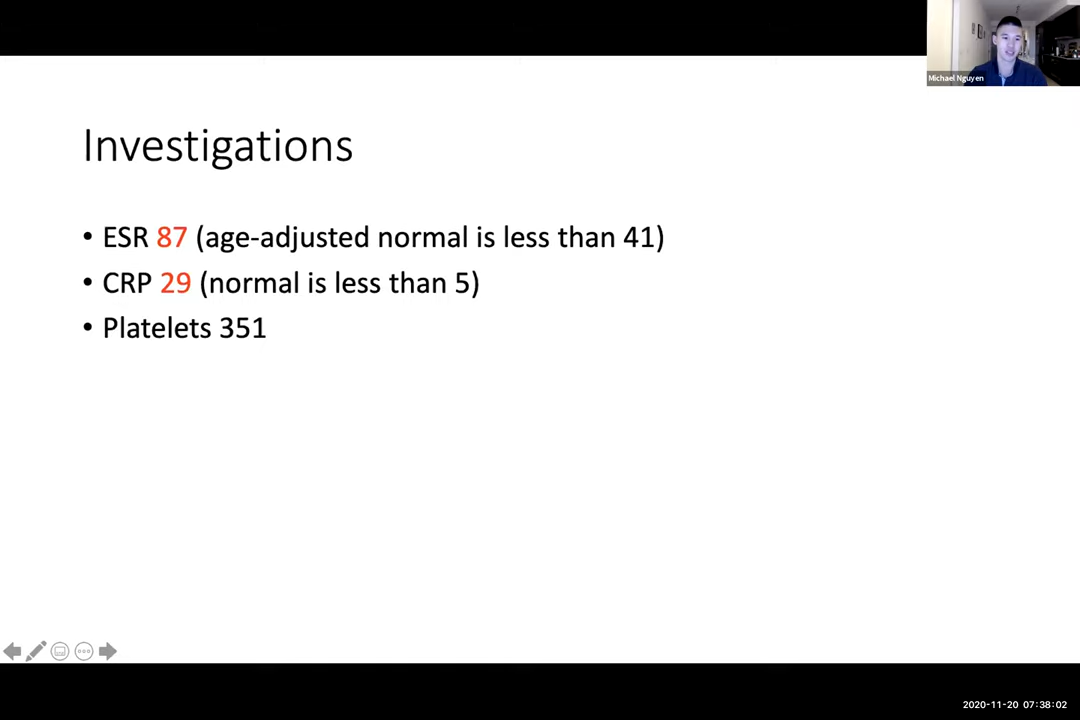 Michael Nguyen
Investigations
• ESR 87 (age-adjusted normal is less than 41)
• CRP 29 (normal is less than 5)
• Platelets 351
2020-11-20 07:38:02